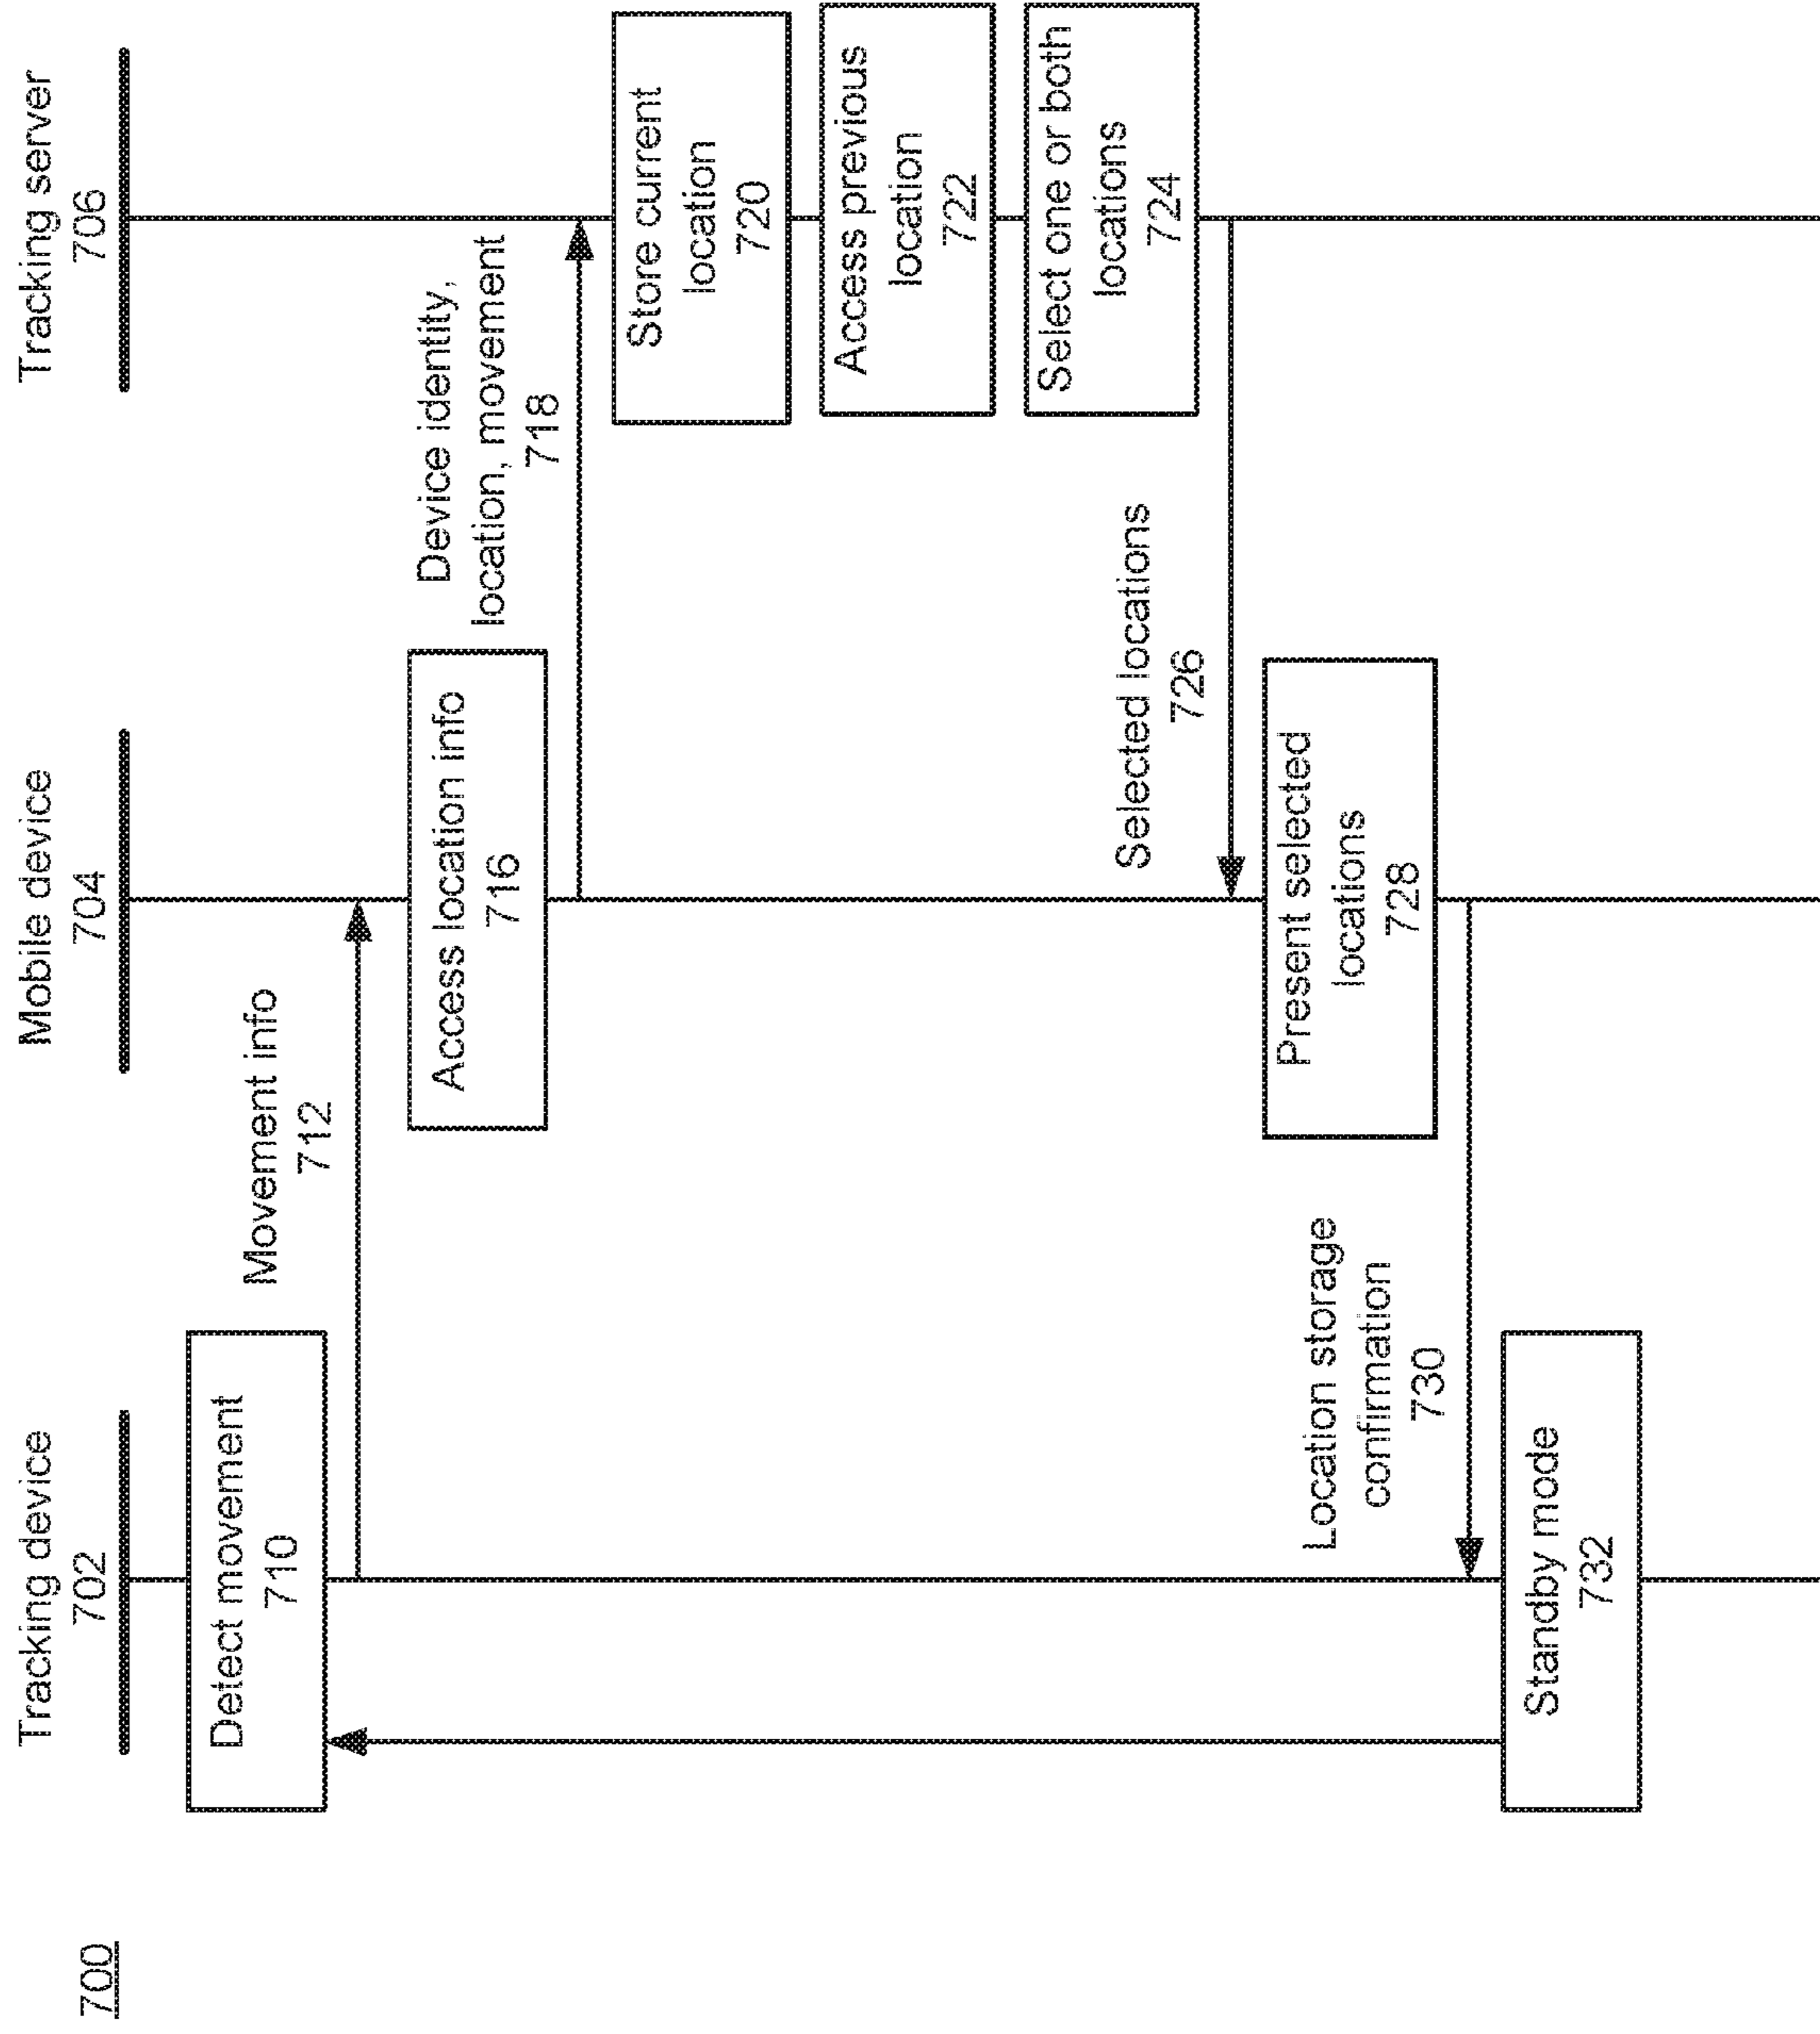 700
Tracking device
702
Mobile device
704
Tracking server
706
Detect movement
710
Movement info
712
Access location info
716
Device identity,
location, movement
718
Store current
location
720
Access previous
location
722
Select one or both
locations
724
Selected locations
726
Present selected
locations
728
Location storage
confirmation
730
Standby mode
732